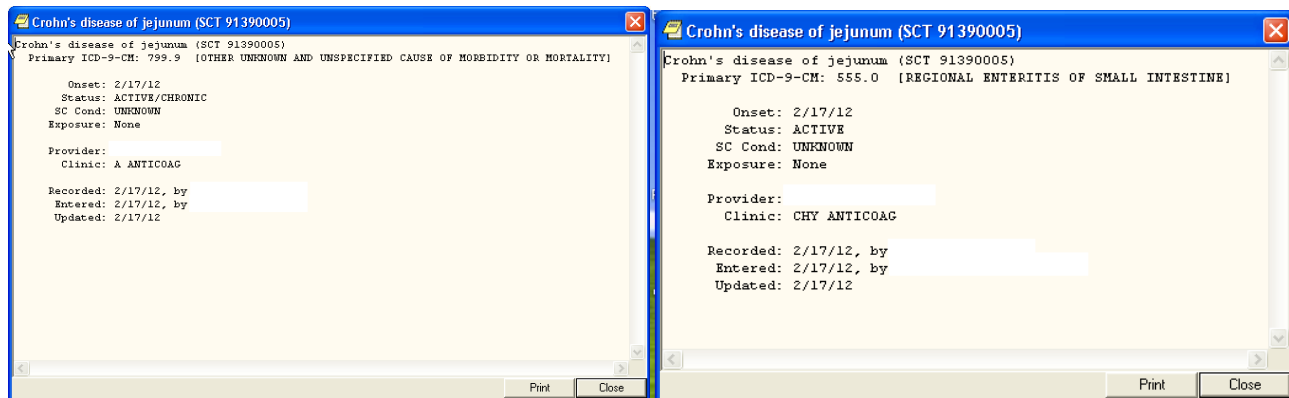 Crohn's disease of jejunum (SCT 91390005)
Crohn's disease of jejunum (SCT 91390005)
Primary ICD-9-CM: 799.9 [OTHER UNKNOWN AND UNSPECIFIED CAUSE OF MORBIDITY OR MORTALITY]
Onset: 2/17/12
Status: ACTIVE/CHRONIC
SC Cond: UNKNOWN
Exposure: None
Provider:
Clinic: A ANTICOAG
Recorded: 2/17/12, by
Entered: 2/17/12, by
Updated: 2/17/12
Print
Close
Crohn's disease of jejunum (SCT 91390005)
Crohn's disease of jejunum (SCT 91390005)
Primary ICD-9-CM: 555.0 [REGIONAL ENTERITIS OF SMALL INTESTINE]
Onset: 2/17/12
Status: ACTIVE
SC Cond: UNKNOWN
Exposure: None
Provider:
Clinic: CHY ANTICOAG
Recorded: 2/17/12, by
Entered: 2/17/12, by
Updated: 2/17/12
Print
Close